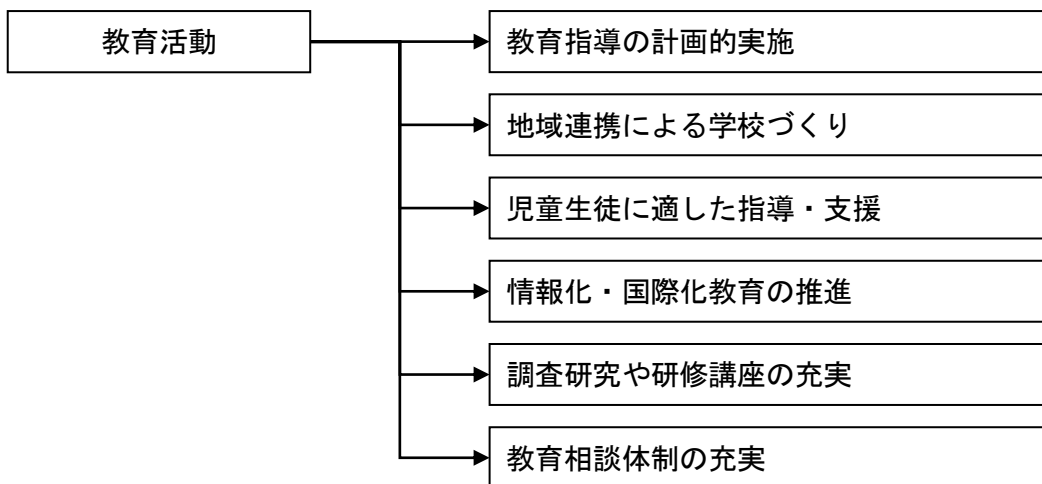 教育活動
教育指導の計画的実施
地域連携による学校づくり
児童生徒に適した指導・支援
情報化・国際化教育の推進
調査研究や研修講座の充実
教育相談体制の充実